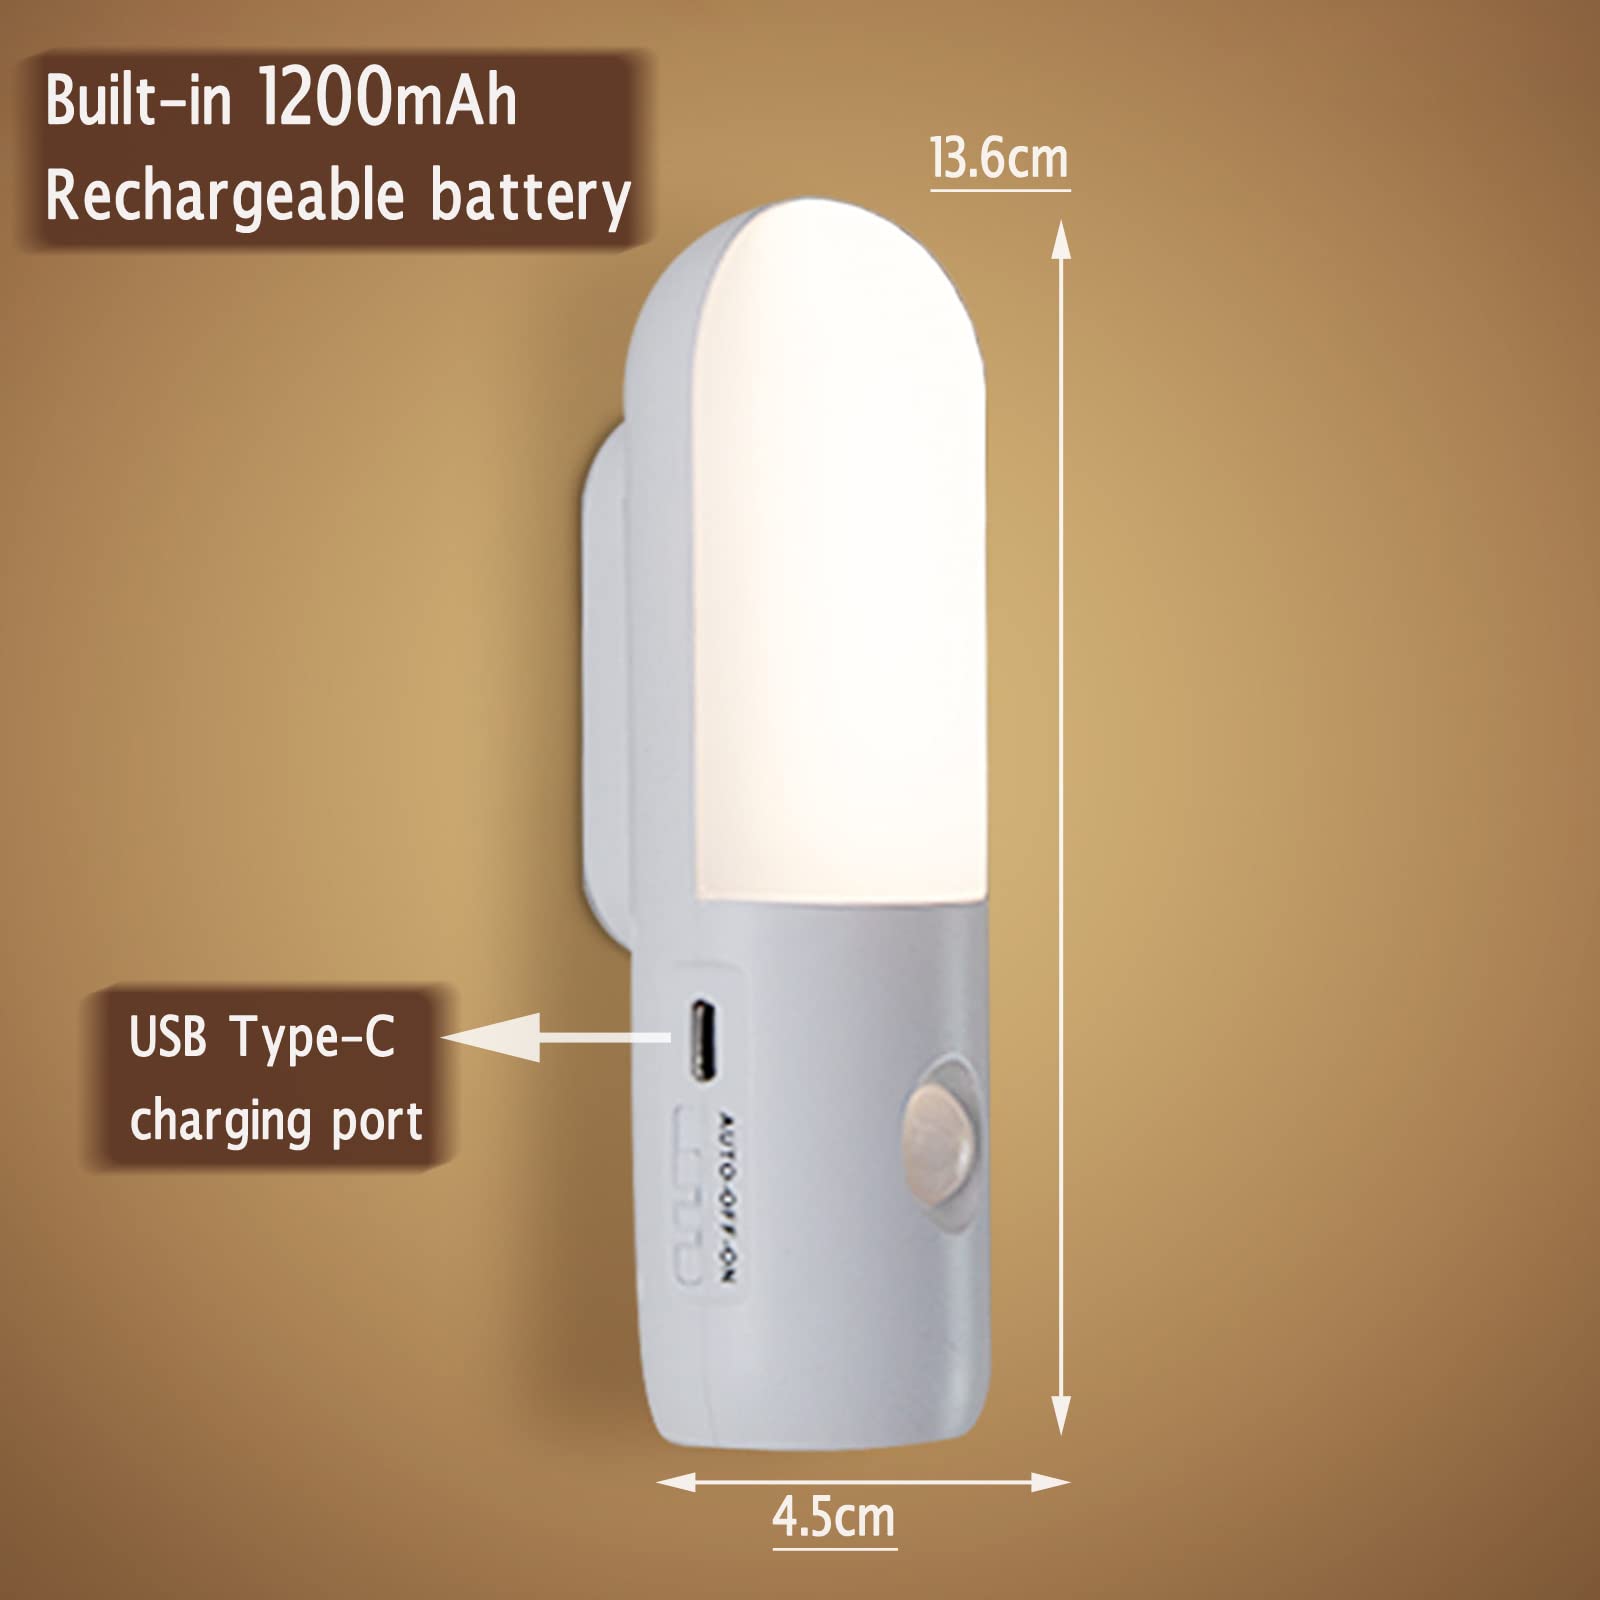 Built-in 1200mAh
Rechargeable battery
13.6cm
USB Type-C
charging port
AUTO-OFF-ON
4.5cm